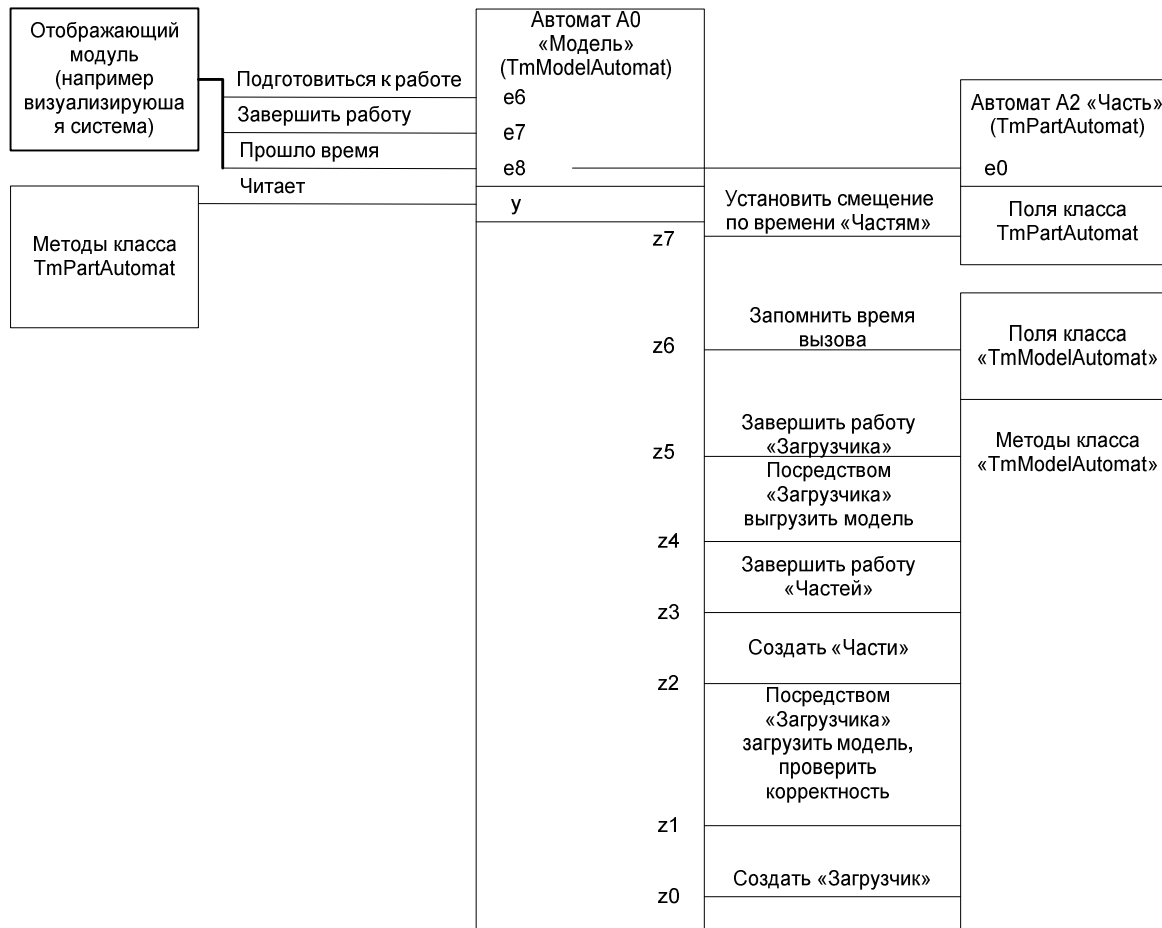 Отображающий
модуль
(например
визуализируюша
я система)
Подготовиться к работе
Завершить работу
Прошло время
Читает
Методы класса
TmPartAutomat
Автомат А0
«Модель»
(TmModelAutomat)
e6
e7
e8
y
z7
z6
z5
z4
z3
z2
z1
z0
Установить смещение
по времени «Частям»
Запомнить время
вызова
Завершить работу
«Загрузчика»
Посредством
«Загрузчика»
выгрузить модель
Завершить работу
«Частей»
Создать «Части»
Посредством
«Загрузчика»
загрузить модель,
проверить
корректность
Создать «Загрузчик»
Автомат А2 «Часть»
(TmPartAutomat)
e0
Поля класса
TmPartAutomat
Поля класса
«TmModelAutomat»
Методы класса
«TmModelAutomat»